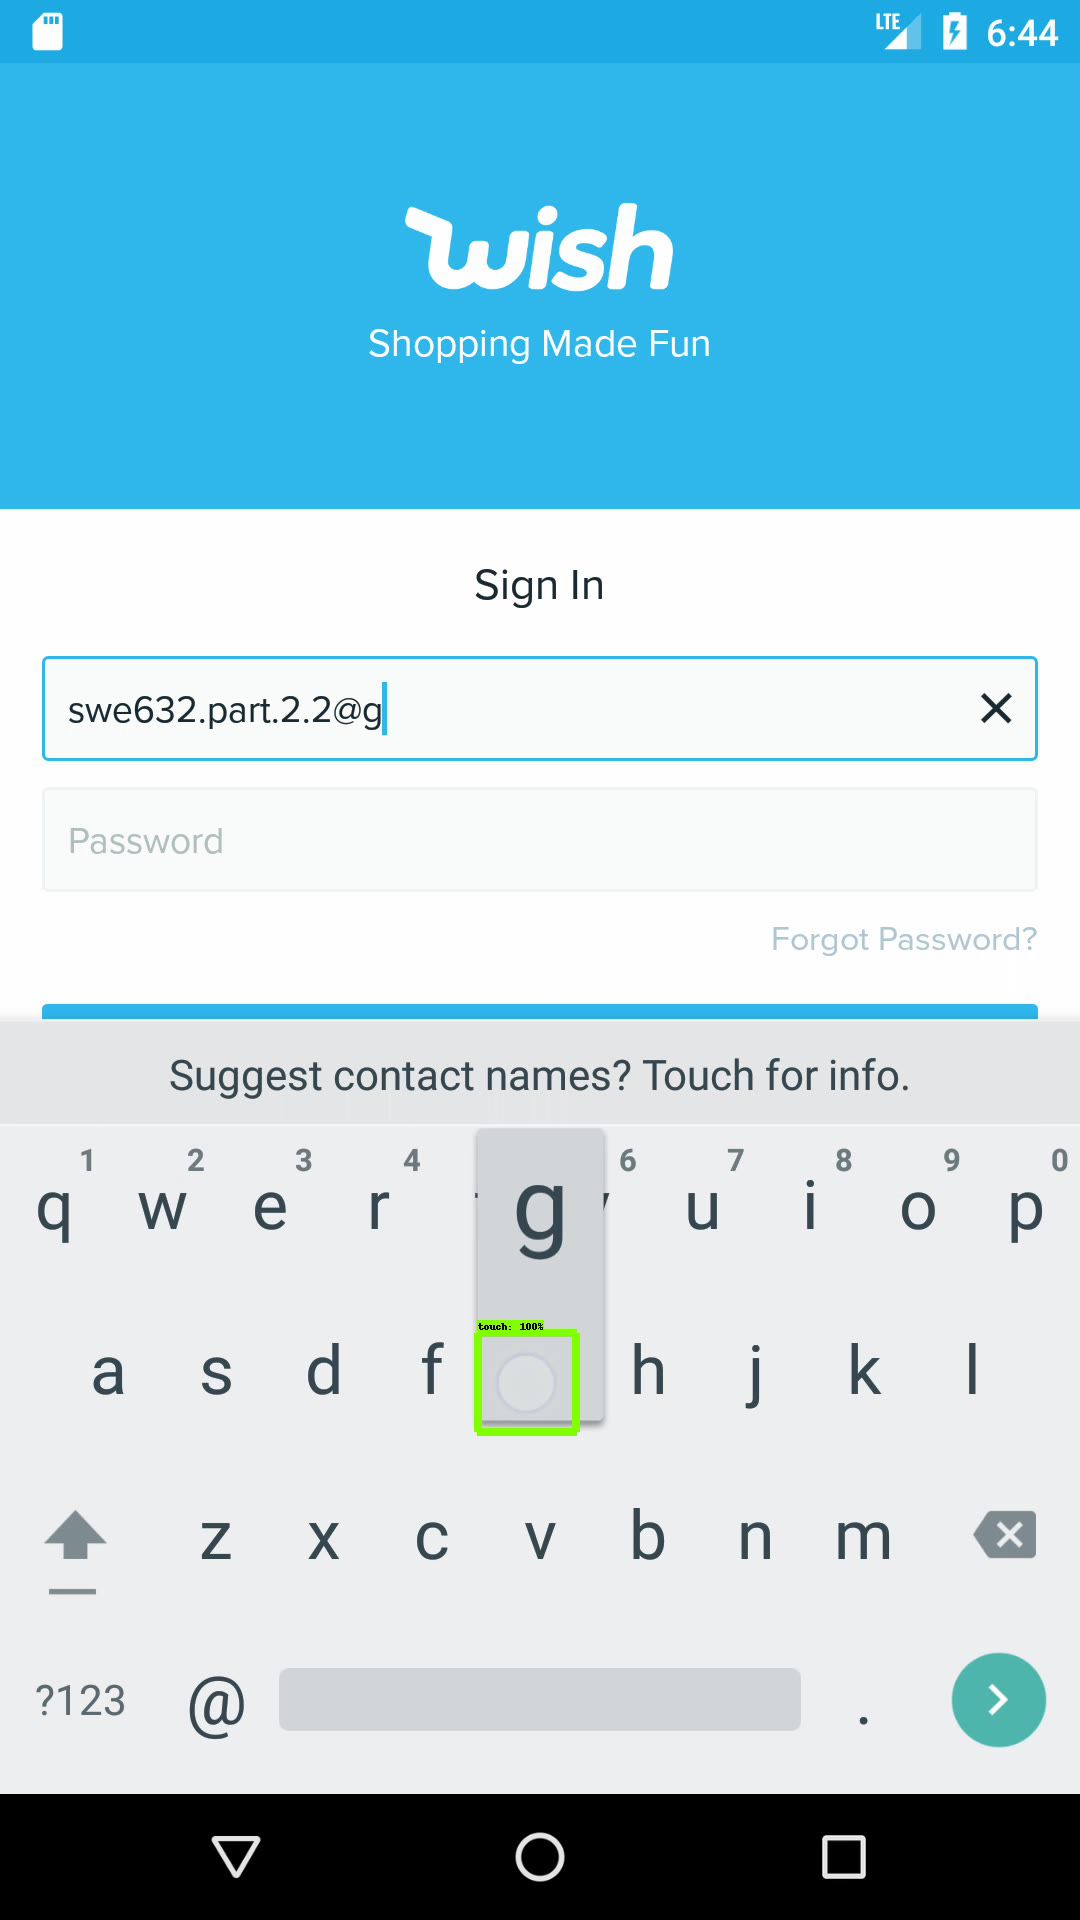 LTE 6:44
wish
Shopping Made Fun
Sign In
swe632.part.2.2@g
Password
Forgot Password?
Suggest contact names? Touch for info.
1 2 3 4 6 7 8 9 0
q w e r g u i o p
touch: 100%
a s d f h j k l
z x c v b n m
?123 @ .